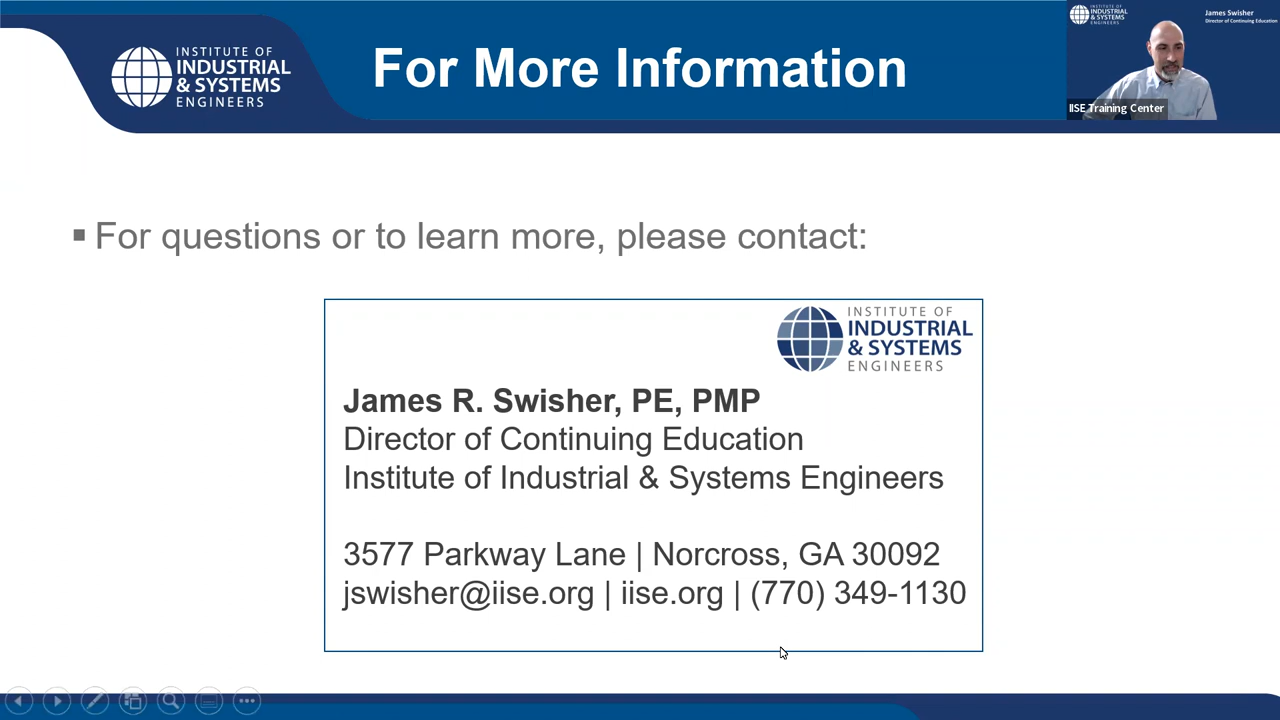 INSTITUTE OF
INDUSTRIAL
& SYSTEMS
ENGINEERS
For More Information
INSTITUTE OF
INDUSTRIAL
& SYSTEMS
ENGINEERS
James Swisher
Director of Continuing Education
IISE Training Center
▪ For questions or to learn more, please contact:
INSTITUTE OF
INDUSTRIAL
& SYSTEMS
ENGINEERS
James R. Swisher, PE, PMP
Director of Continuing Education
Institute of Industrial & Systems Engineers
3577 Parkway Lane | Norcross, GA 30092
jswisher@iise.org | iise.org | (770) 349-1130